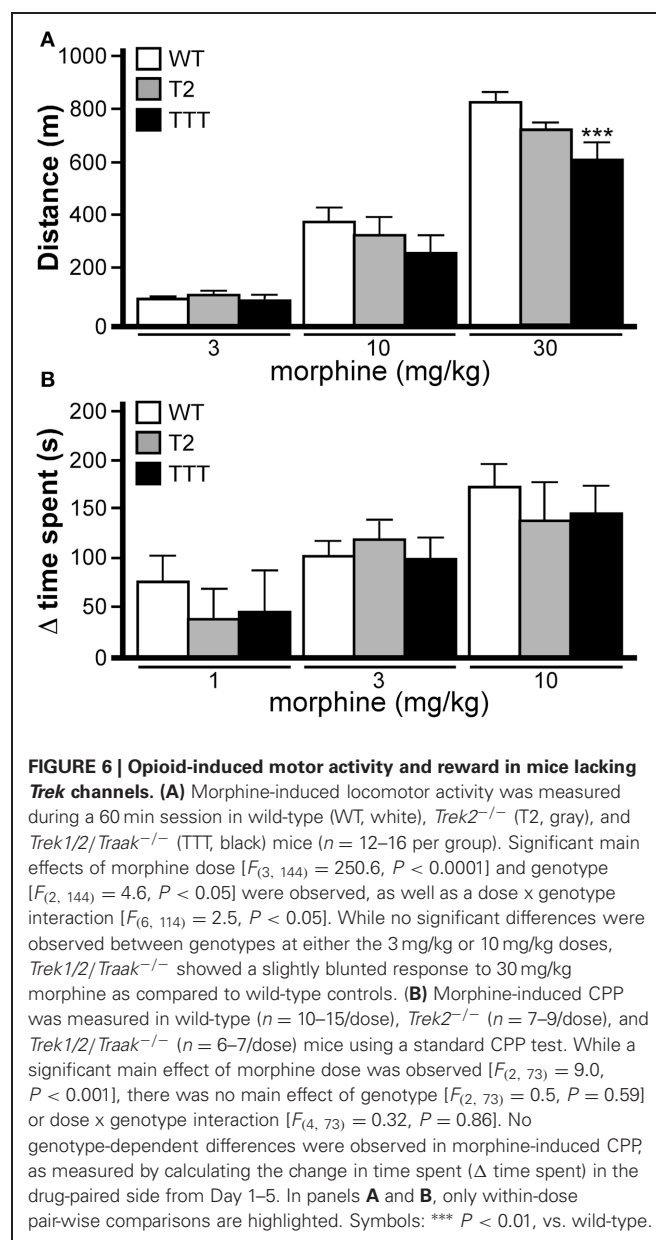 A
1000
800
600
400
200
0
Distance (m)
WT
T2
TTT
***
3 10 30
morphine (mg/kg)
B
200
200
150
100
50
0
Δ time spent (s)
WT
T2
TTT
1 3 10
morphine (mg/kg)
FIGURE 6 | Opioid-induced motor activity and reward in mice lacking
Trek channels. (A) Morphine-induced locomotor activity was measured
during a 60 min session in wild-type (WT, white), Trek2−/− (T2, gray), and
Trek1/2/Traak−/− (TTT, black) mice (n = 12–16 per group). Significant main
effects of morphine dose [F(3, 144) = 250.6, P < 0.0001] and genotype
[F(2, 144) = 4.6, P < 0.05] were observed, as well as a dose x genotype
interaction [F(6, 114) = 2.5, P < 0.05]. While no significant differences were
observed between genotypes at either the 3 mg/kg or 10 mg/kg doses,
Trek1/2/Traak−/− showed a slightly blunted response to 30 mg/kg
morphine as compared to wild-type controls. (B) Morphine-induced CPP
was measured in wild-type (n = 10–15/dose), Trek2−/− (n = 7–9/dose), and
Trek1/2/Traak−/− (n = 6–7/dose) mice using a standard CPP test. While a
significant main effect of morphine dose was observed [F(2, 73) = 9.0,
P < 0.001], there was no main effect of genotype [F(2, 73) = 0.5, P = 0.59]
or dose x genotype interaction [F(4, 73) = 0.32, P = 0.86]. No
genotype-dependent differences were observed in morphine-induced CPP,
as measured by calculating the change in time spent (Δ time spent) in the
drug-paired side from Day 1–5. In panels A and B, only within-dose
pair-wise comparisons are highlighted. Symbols: *** P < 0.01, vs. wild-type.